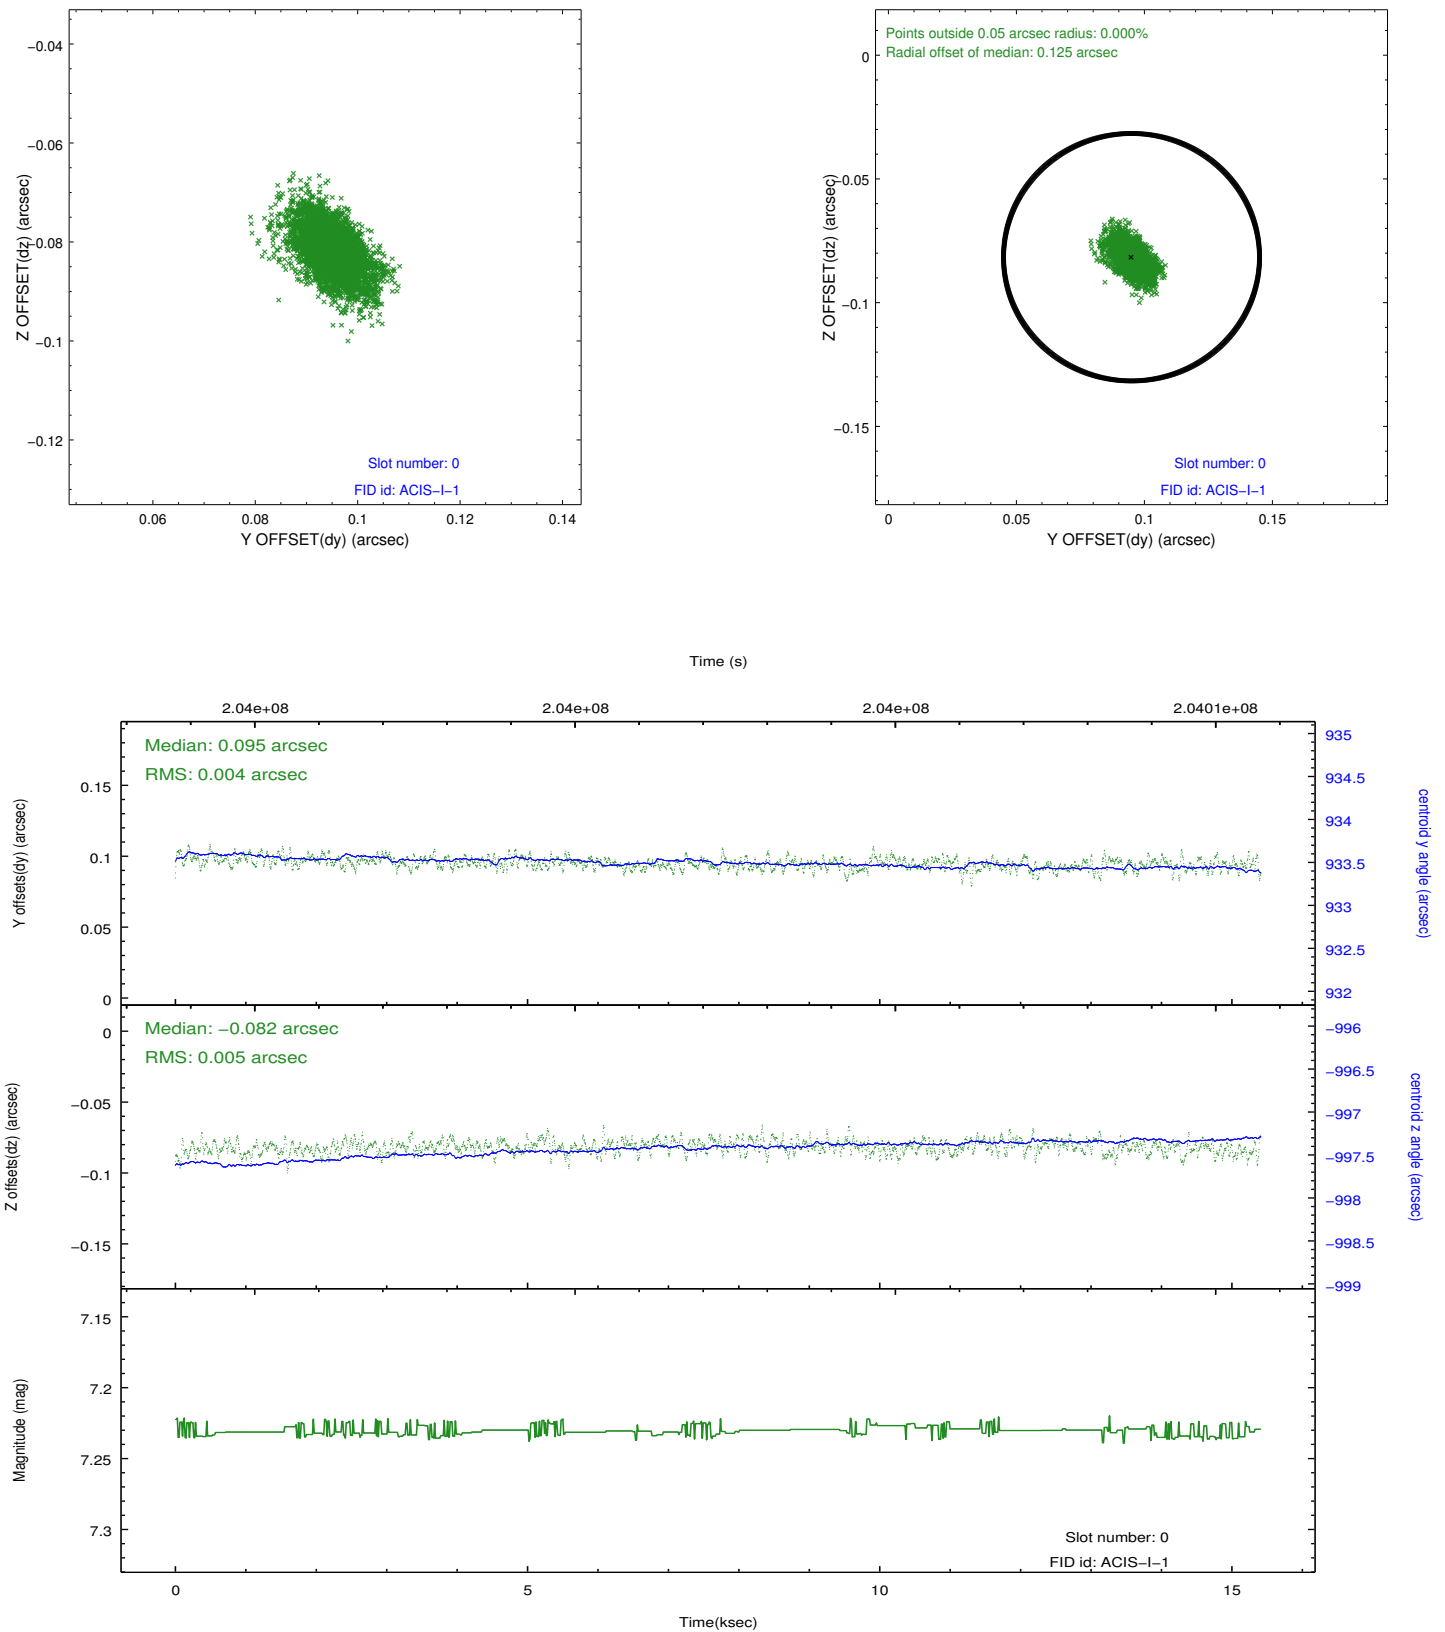 −0.04
−0.06
−0.08
−0.1
−0.12
Z OFFSET(dz) (arcsec)
Slot number: 0
FID id: ACIS−I−1
0.06
0.08
0.1
0.12
0.14
Y OFFSET(dy) (arcsec)
Points outside 0.05 arcsec radius: 0.000%
Radial offset of median: 0.125 arcsec
0
−0.05
−0.1
−0.15
Z OFFSET(dz) (arcsec)
Slot number: 0
FID id: ACIS−I−1
0
0.05
0.1
0.15
Y OFFSET(dy) (arcsec)
Time (s)
2.04e+08
2.04e+08
2.04e+08
2.0401e+08
Median: 0.095 arcsec
RMS: 0.004 arcsec
0.15
0.1
0.05
0
Y offsets(dy) (arcsec)
935
934.5
934
933.5
933
932.5
932
centroid y angle (arcsec)
Median: −0.082 arcsec
RMS: 0.005 arcsec
0
−0.05
−0.1
−0.15
Z offsets(dz) (arcsec)
−996
−996.5
−997
−997.5
−998
−998.5
−999
centroid z angle (arcsec)
7.15
7.2
7.25
7.3
Magnitude (mag)
Slot number: 0
FID id: ACIS−I−1
0
5
10
15
Time(ksec)